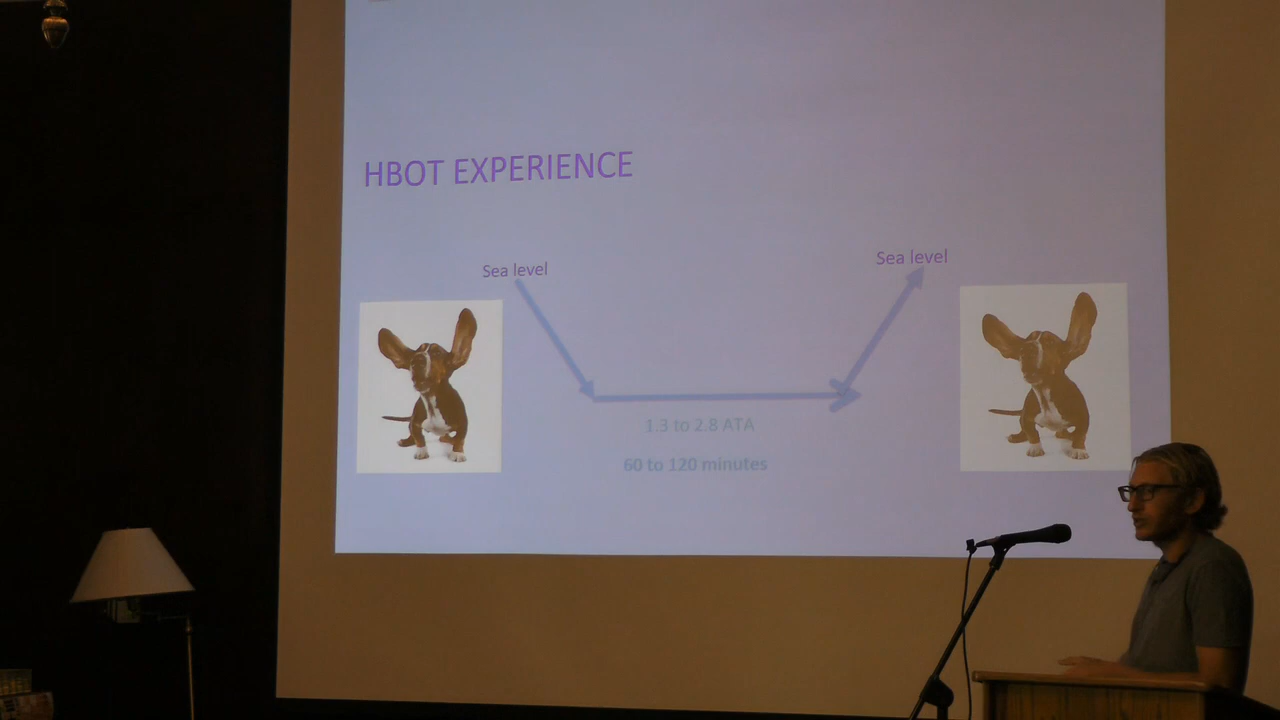 HBOT EXPERIENCE
Sea level
Sea level
1.3 to 2.8 ATA
60 to 120 minutes